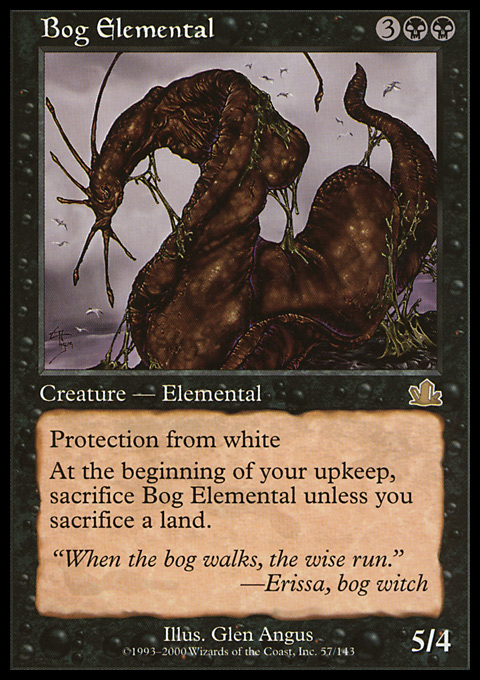 Bog Elemental 3
Creature — Elemental
Protection from white
At the beginning of your upkeep,
sacrifice Bog Elemental unless you
sacrifice a land.
“When the bog walks, the wise run.”
—Erissa, bog witch
Illus. Glen Angus
5/4
©1993–2000 Wizards of the Coast, Inc. 57/143